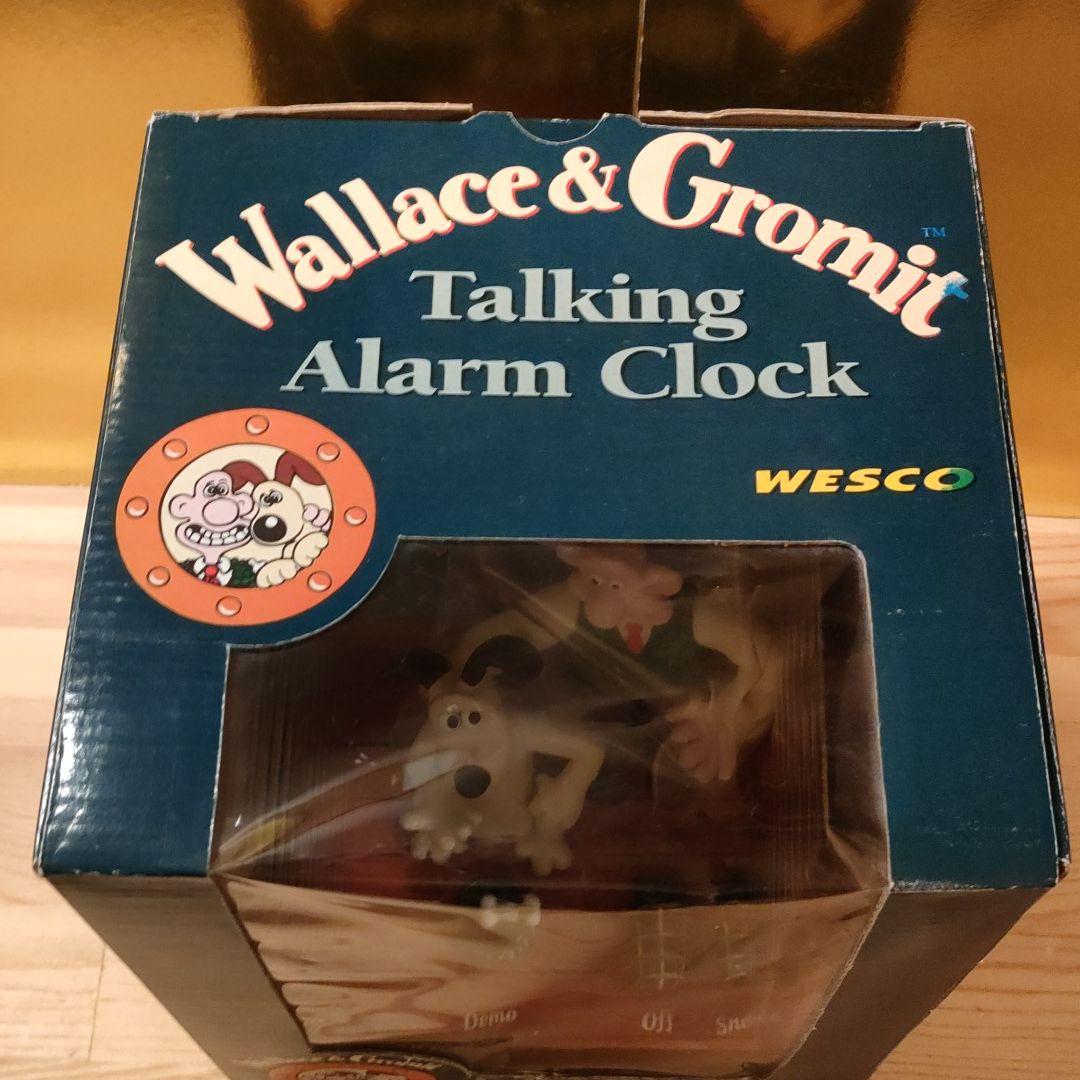 Wallace & Gromit™
Talking
Alarm Clock
WESCO
Demo
Off